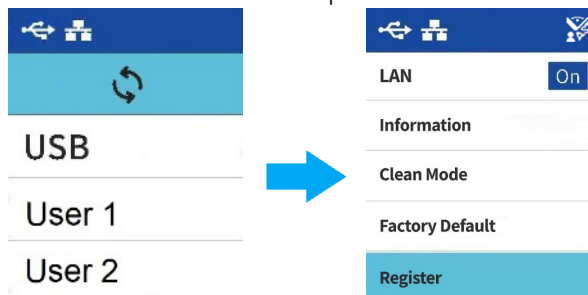 USB
User 1
User 2
LAN On
Information
Clean Mode
Factory Default
Register